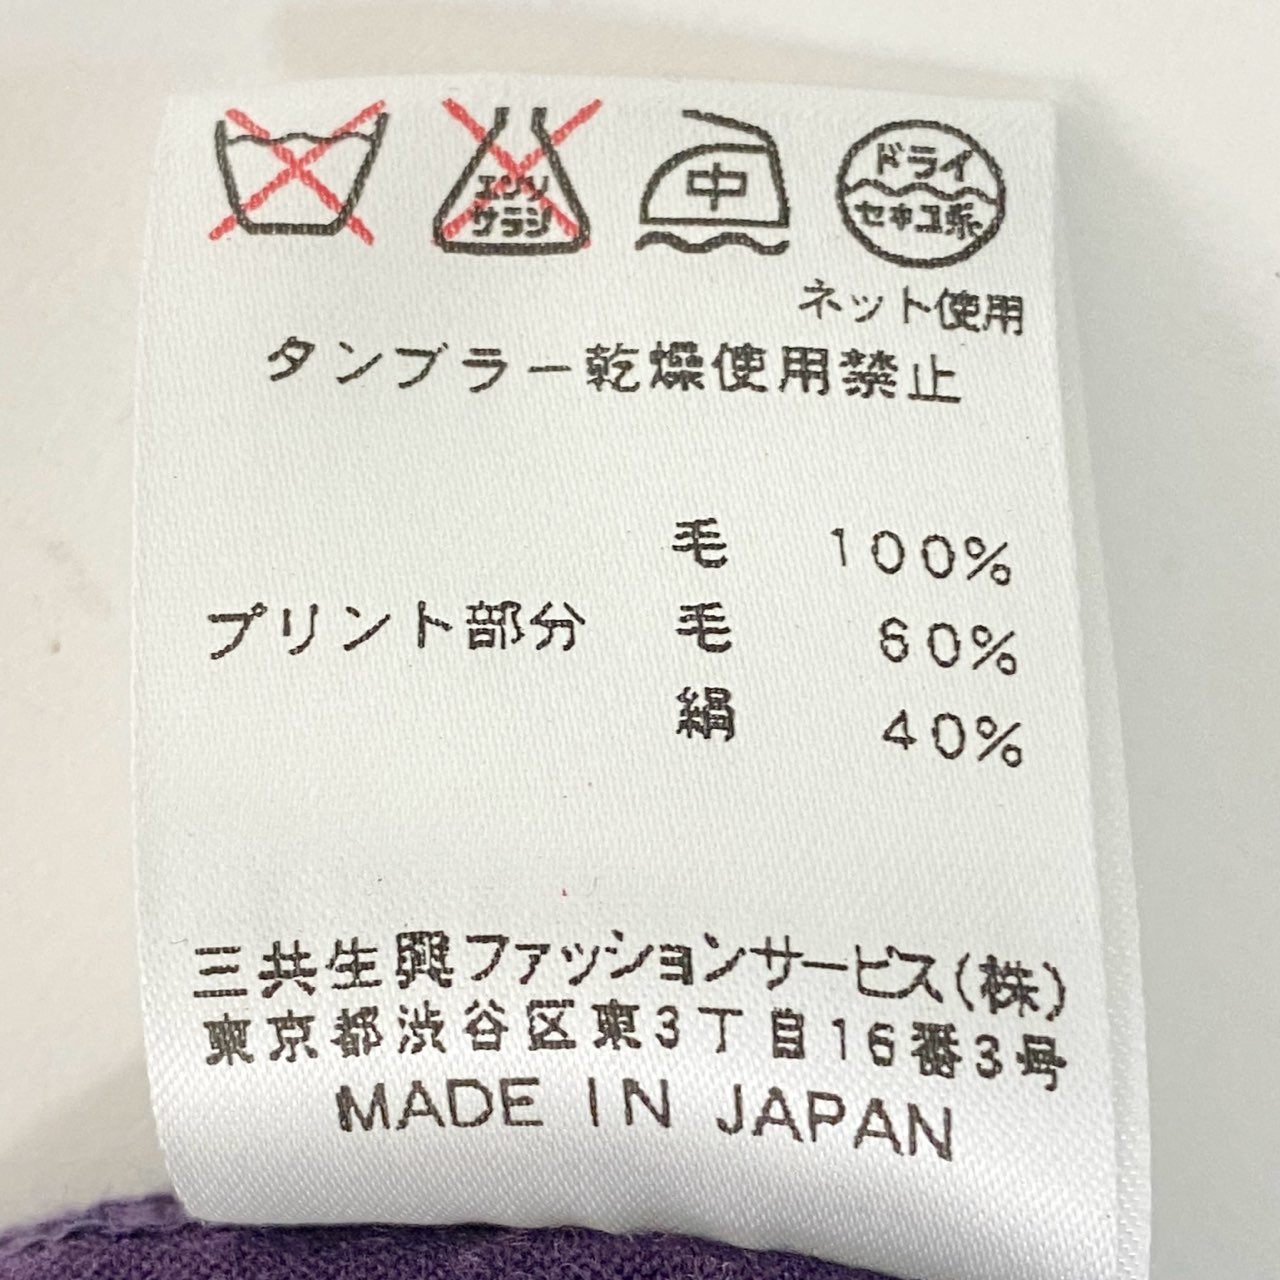 エンソサラシ
中
ドライ
セキユ系
ネット使用
タンブラー乾燥使用禁止
毛 100%
プリント部分 毛 60%
絹 40%
三共生興ファッションサービス(株)
東京都渋谷区東3丁目16番3号
MADE IN JAPAN